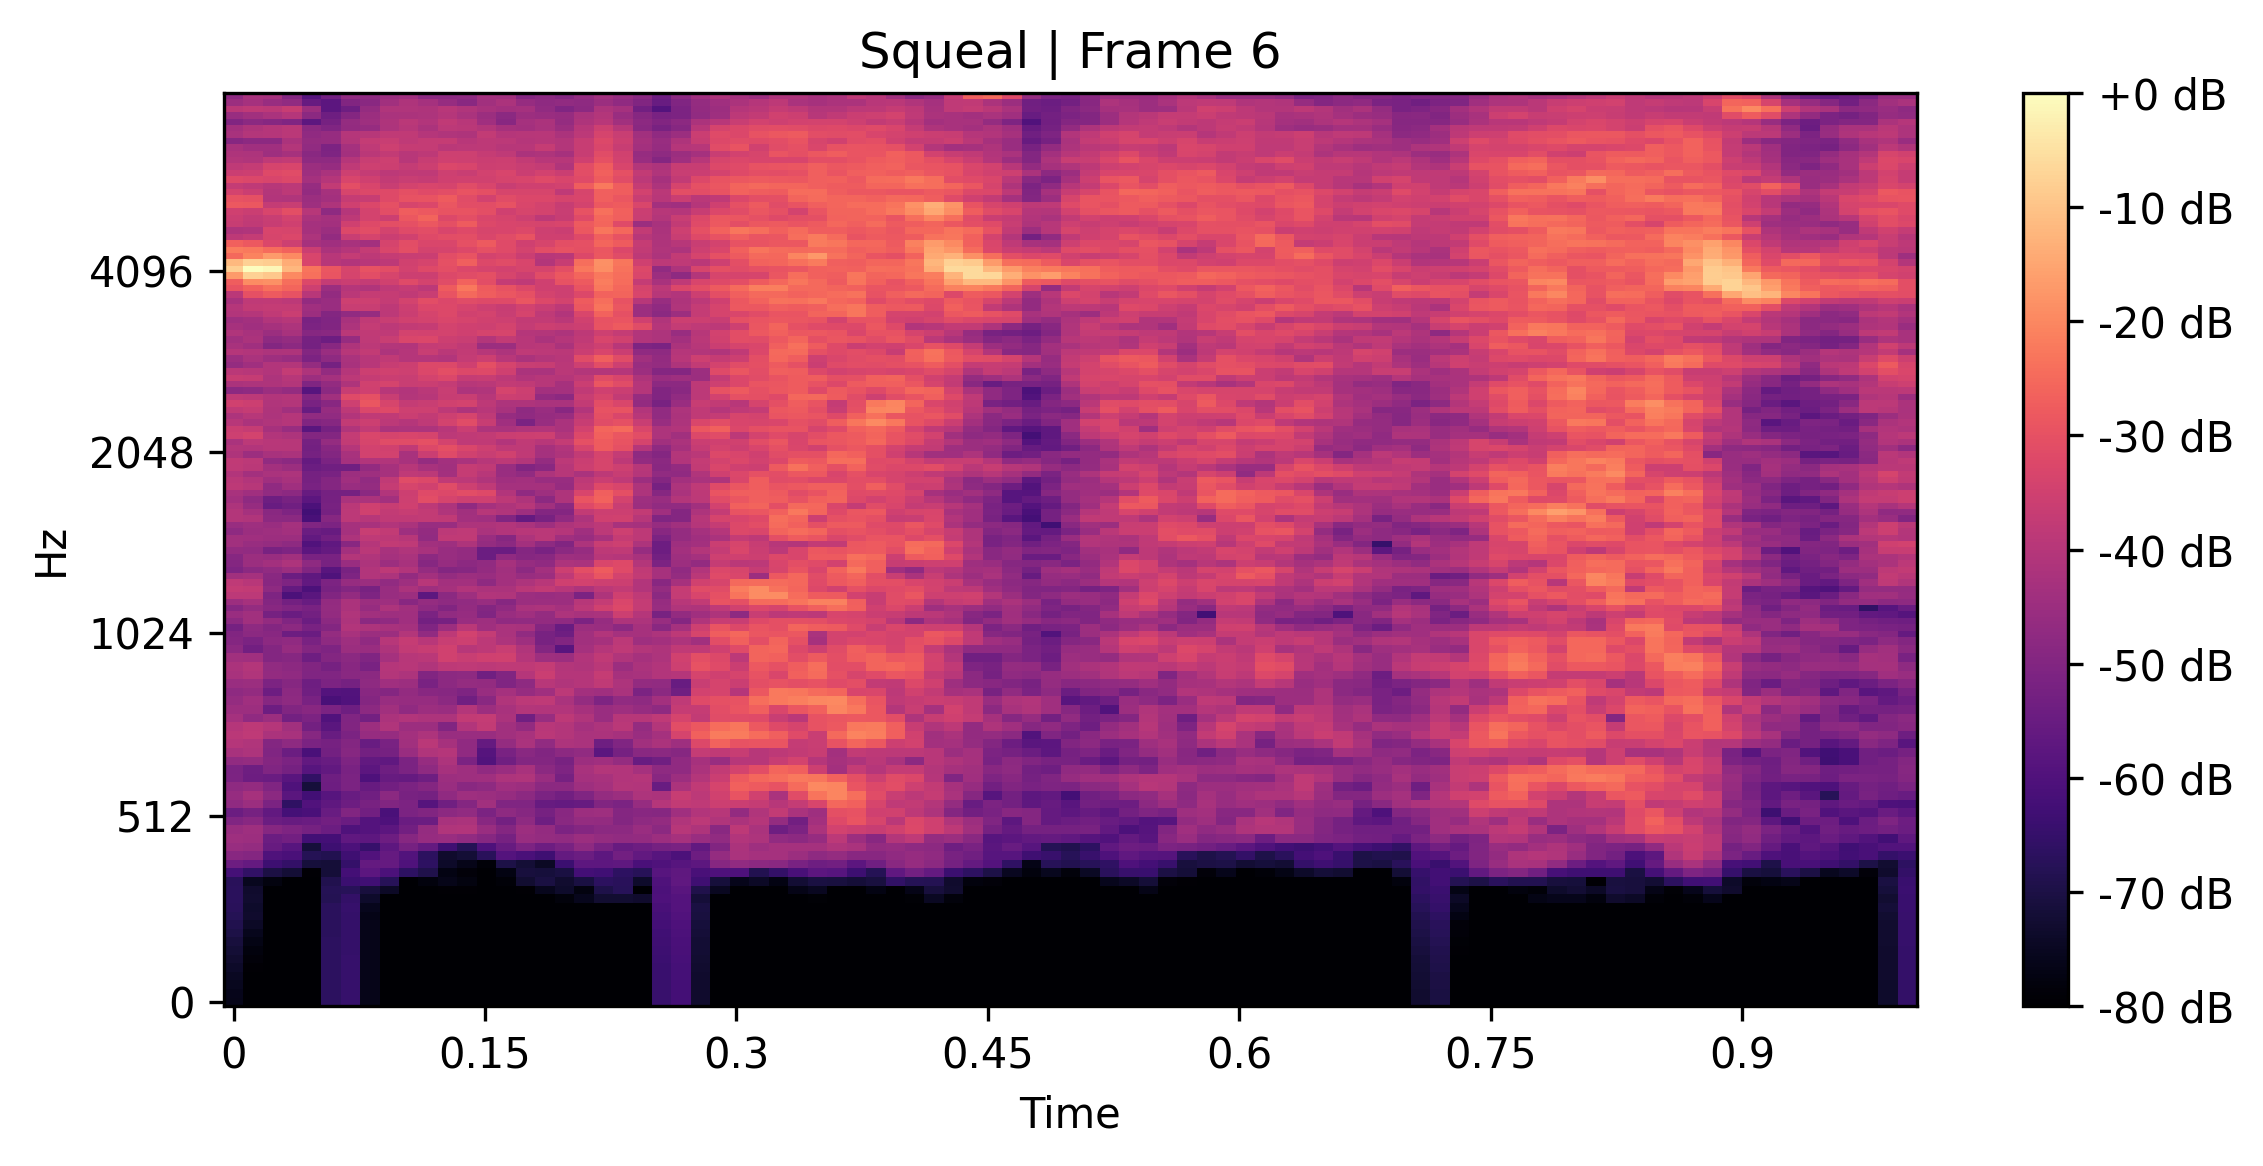 Squeal | Frame 6
Hz
4096
2048
1024
512
0
0 0.15 0.3 0.45 0.6 0.75 0.9
Time
+0 dB
-10 dB
-20 dB
-30 dB
-40 dB
-50 dB
-60 dB
-70 dB
-80 dB